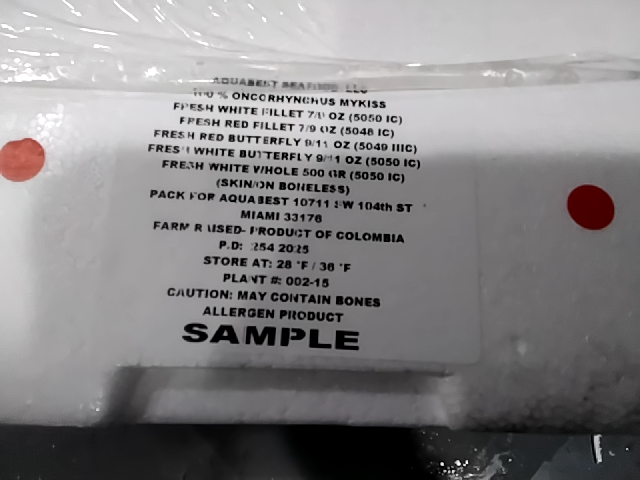 AQUABEST SEAFOOD LLC
100 % ONCORHYNCHUS MYKISS
FRESH WHITE FILLET 7/9 OZ (5050 IC)
FRESH RED FILLET 7/9 OZ (5048 IC)
FRESH RED BUTTERFLY 9/11 OZ (5049 IIIC)
FRESH WHITE BUTTERFLY 9/11 OZ (5050 IC)
FRESH WHITE WHOLE 500 GR (5050 IC)
(SKIN/ON BONELESS)
PACK FOR AQUABEST 10711 SW 104th ST
MIAMI 33176
FARM RAISED- PRODUCT OF COLOMBIA
P.D: 254 2025
STORE AT: 28 °F / 36 °F
PLANT #: 002-15
CAUTION: MAY CONTAIN BONES
ALLERGEN PRODUCT
SAMPLE